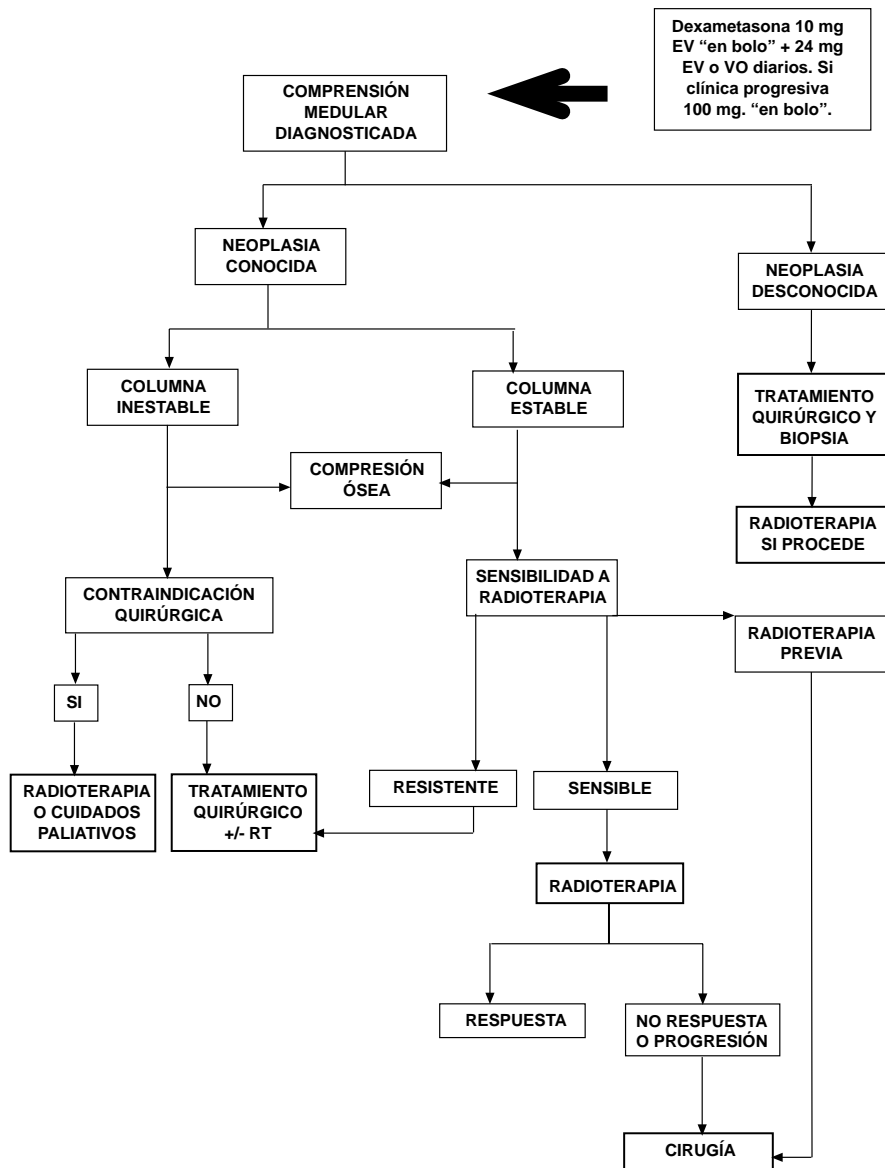 Dexametasona 10 mg
EV “en bolo” + 24 mg
EV o VO diarios. Si
clínica progresiva
100 mg. “en bolo”.
COMPRENSIÓN
MEDULAR
DIAGNOSTICADA
NEOPLASIA
CONOCIDA
NEOPLASIA
DESCONOCIDA
COLUMNA
INESTABLE
COLUMNA
ESTABLE
TRATAMIENTO
QUIRÚRGICO Y
BIOPSIA
COMPRESIÓN
ÓSEA
RADIOTERAPIA
SI PROCEDE
CONTRAINDICACIÓN
QUIRÚRGICA
SENSIBILIDAD A
RADIOTERAPIA
RADIOTERAPIA
PREVIA
SI
NO
RADIOTERAPIA
O CUIDADOS
PALIATIVOS
TRATAMIENTO
QUIRÚRGICO
+/- RT
RESISTENTE
SENSIBLE
RADIOTERAPIA
RESPUESTA
NO RESPUESTA
O PROGRESIÓN
CIRUGÍA